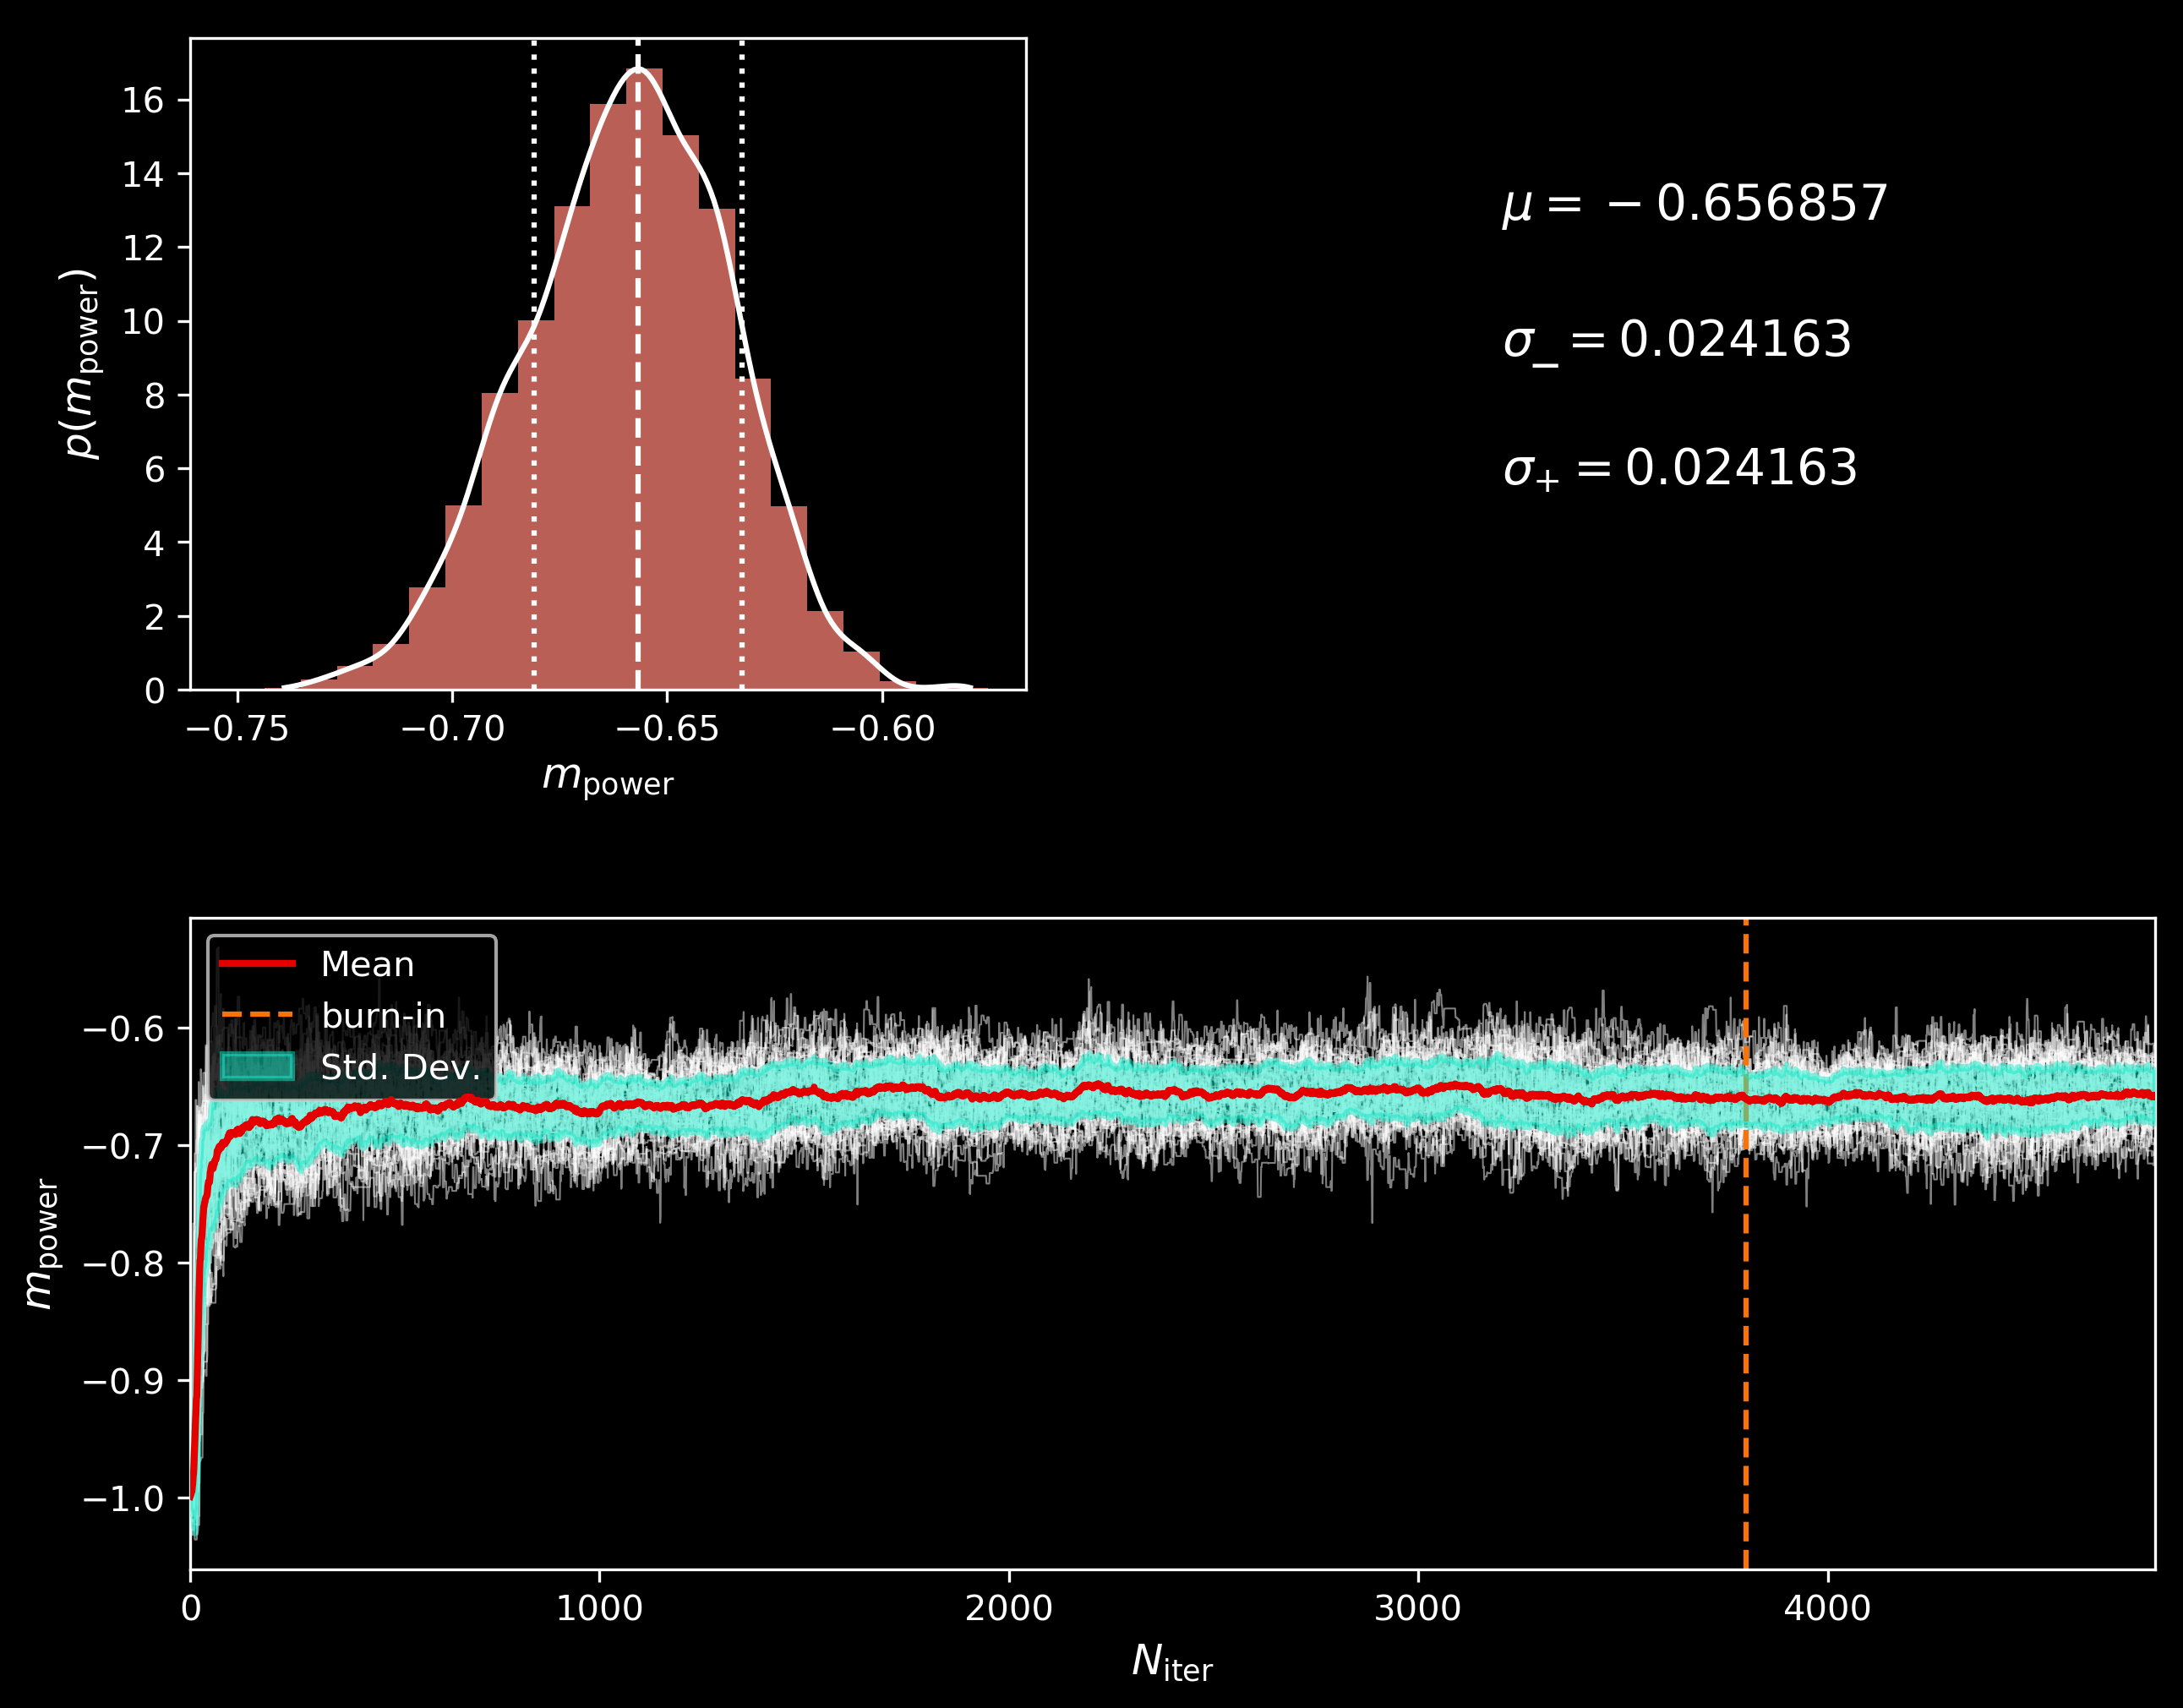 16
14
12
10
8
6
4
2
0
p(m_power)
−0.75 −0.70 −0.65 −0.60
m_power
μ = −0.656857
σ_− = 0.024163
σ_+ = 0.024163
Mean
burn-in
Std. Dev.
−0.6
−0.7
−0.8
−0.9
−1.0
m_power
0 1000 2000 3000 4000
N_iter